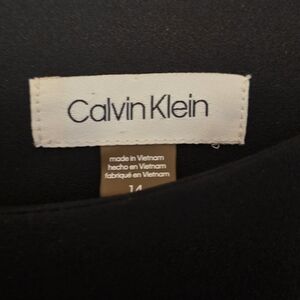 Calvin Klein
made in Vietnam
hecho en Vietnam
fabriqué en Vietnam
14